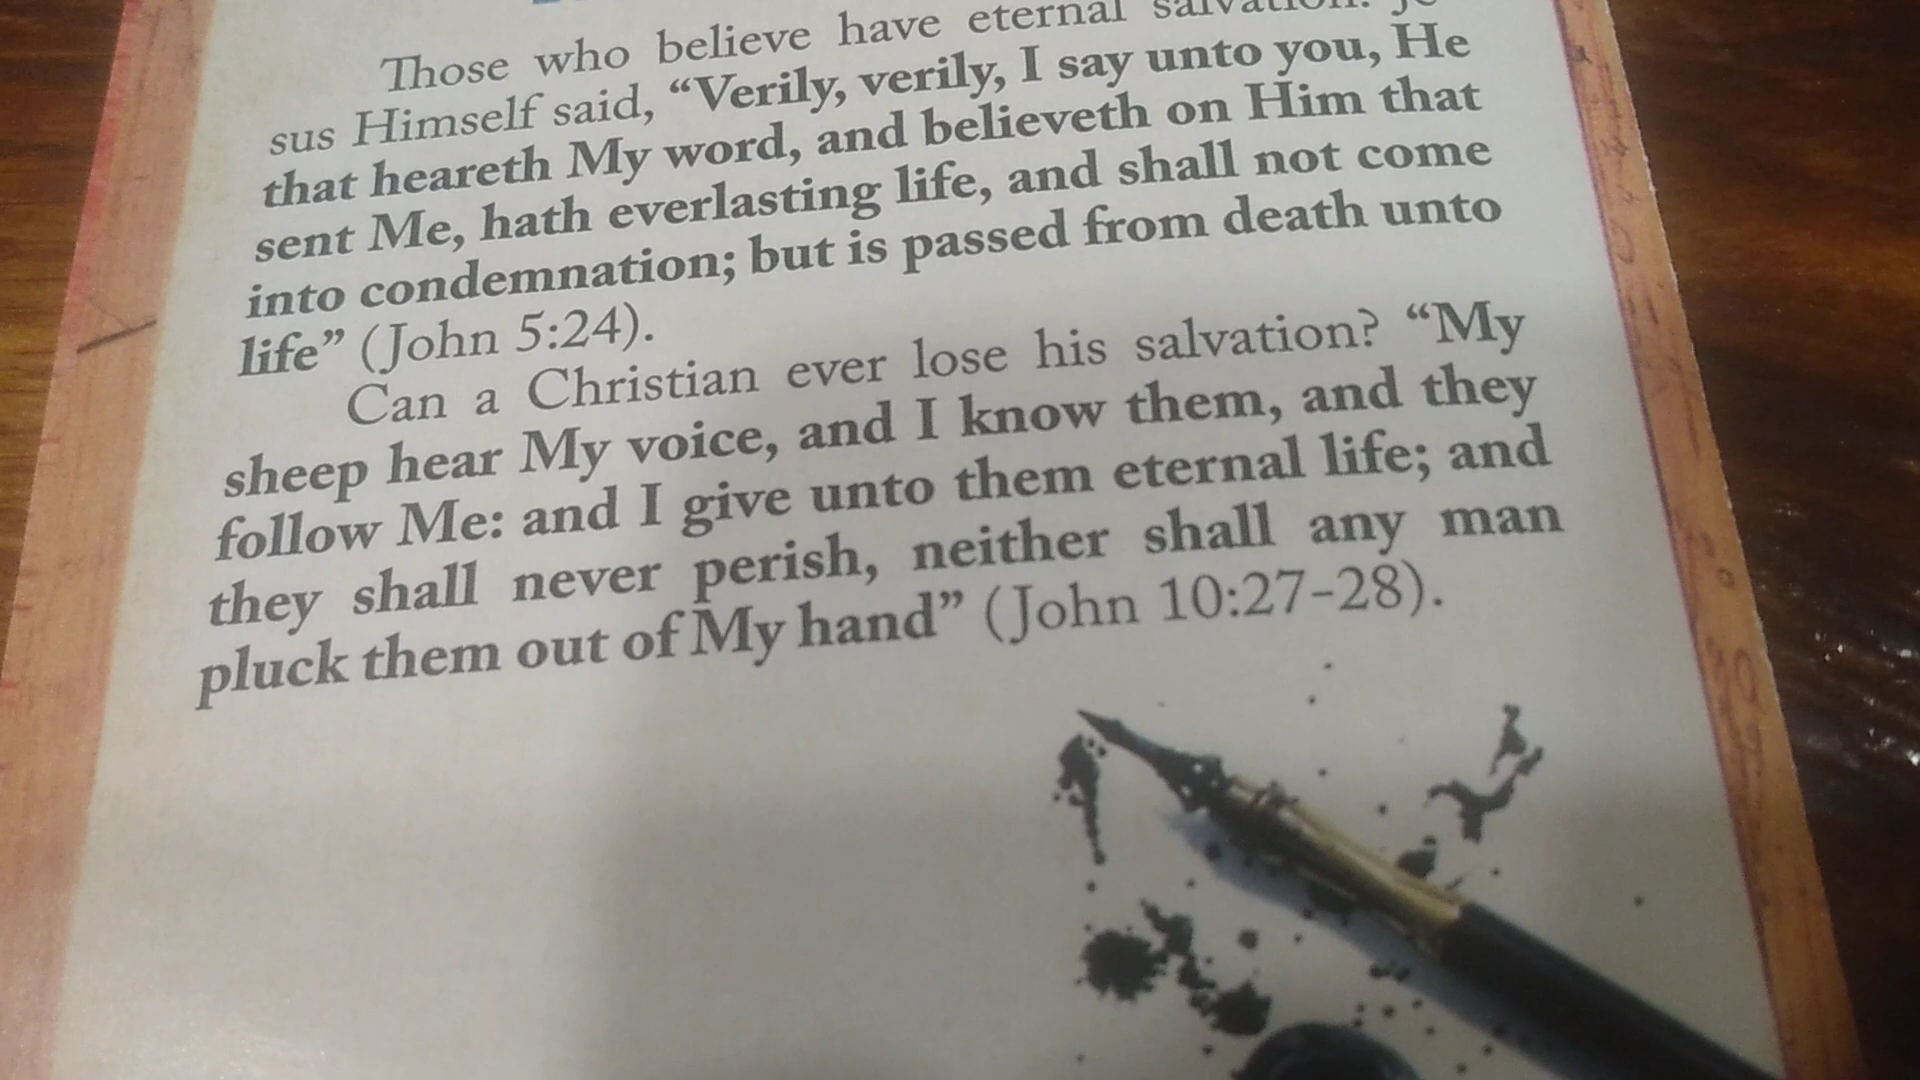 Those who believe have eternal salvation. Je
sus Himself said, “Verily, verily, I say unto you, He
that heareth My word, and believeth on Him that
sent Me, hath everlasting life, and shall not come
into condemnation; but is passed from death unto
life” (John 5:24).
Can a Christian ever lose his salvation? “My
sheep hear My voice, and I know them, and they
follow Me: and I give unto them eternal life; and
they shall never perish, neither shall any man
pluck them out of My hand” (John 10:27-28).